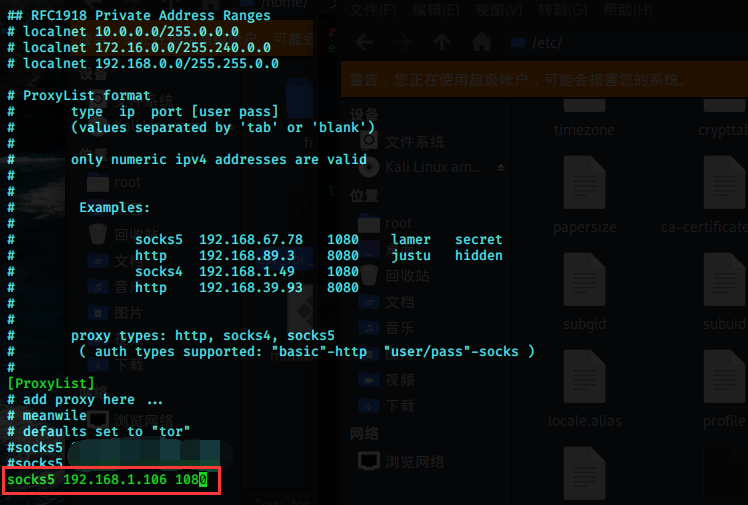 ## RFC1918 Private Address Ranges
# localnet 10.0.0.0/255.0.0.0
# localnet 172.16.0.0/255.240.0.0
# localnet 192.168.0.0/255.255.0.0
# ProxyList format
#       type  ip  port [user pass]
#       (values separated by 'tab' or 'blank')
#
#       only numeric ipv4 addresses are valid
#
#
#        Examples:
#
#               socks5  192.168.67.78   1080    lamer   secret
#               http    192.168.89.3    8080    justu   hidden
#               socks4  192.168.1.49    1080
#               http    192.168.39.93   8080
#
#
#       proxy types: http, socks4, socks5
#        ( auth types supported: "basic"-http  "user/pass"-socks )
#
[ProxyList]
# add proxy here ...
# meanwile
# defaults set to "tor"
#socks5
#socks5
socks5 192.168.1.106 1080
/home/
设备
位置
root
回收站
文档
音乐
图片
下载
浏览网络
文件(F) 编辑(E) 视图(V) 转到(G) 帮助(H)
/etc/
警告，您正在使用超级帐户，可能会损害您的系统。
设备
文件系统
Kali Linux am...
位置
root
回收站
文档
音乐
视频
下载
网络
浏览网络
timezone
cryptta
papersize
ca-certificate
subgid
subuid
locale.alias
profile